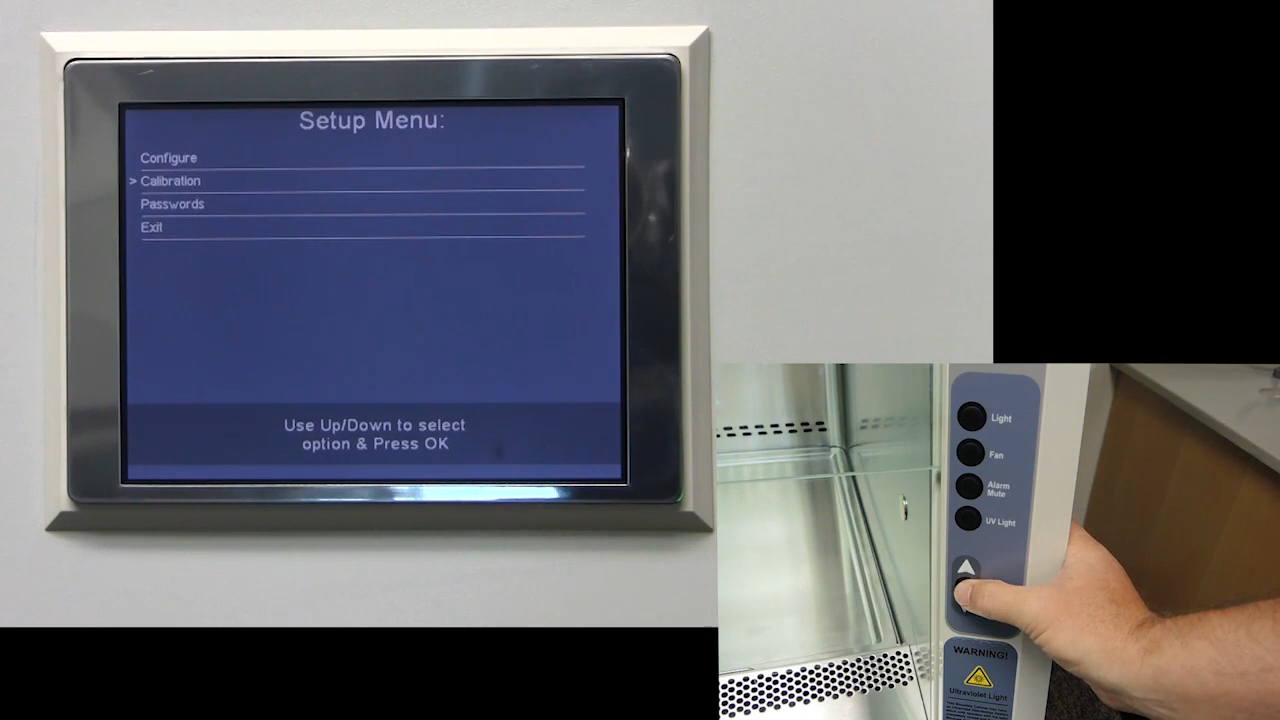 Setup Menu:
Configure
> Calibration
Passwords
Exit
Use Up/Down to select
option & Press OK
Light
Fan
Alarm
Mute
UV Light
WARNING!
Ultraviolet Light